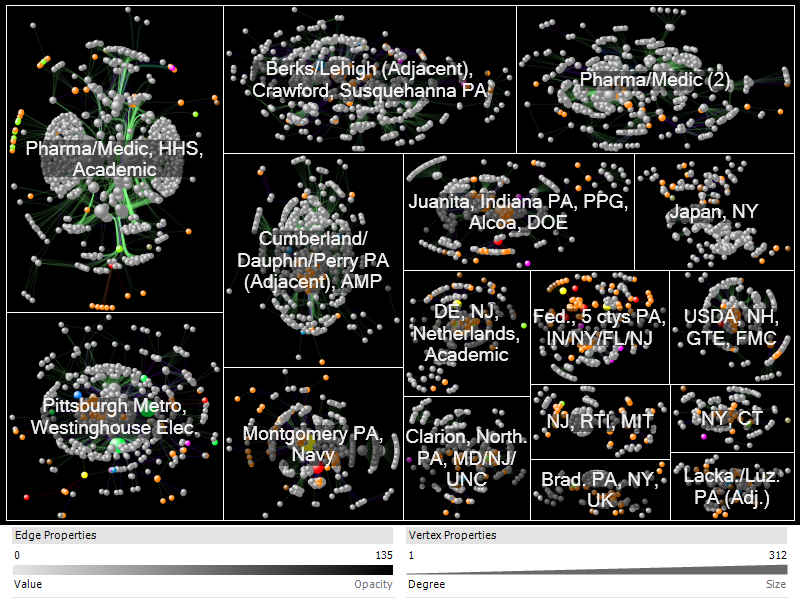 Pharma/Medic, HHS,
Academic
Berks/Lehigh (Adjacent),
Crawford, Susquehanna PA
Pharma/Medic (2)
Cumberland/
Dauphin/Perry PA
(Adjacent), AMP
Juanita, Indiana PA, PPG,
Alcoa, DOE
Japan, NY
DE, NJ,
Netherlands,
Academic
Fed., 5 ctys PA,
IN/NY/FL/NJ
USDA, NH,
GTE, FMC
Pittsburgh Metro,
Westinghouse Elec.
Montgomery PA,
Navy
Clarion, North.
PA, MD/NJ/
UNC
NJ, RTI, MIT
NY, CT
Brad. PA, NY,
UK
Lacka./Luz.
PA (Adj.)
Edge Properties
0 135
Value Opacity
Vertex Properties
1 312
Degree Size